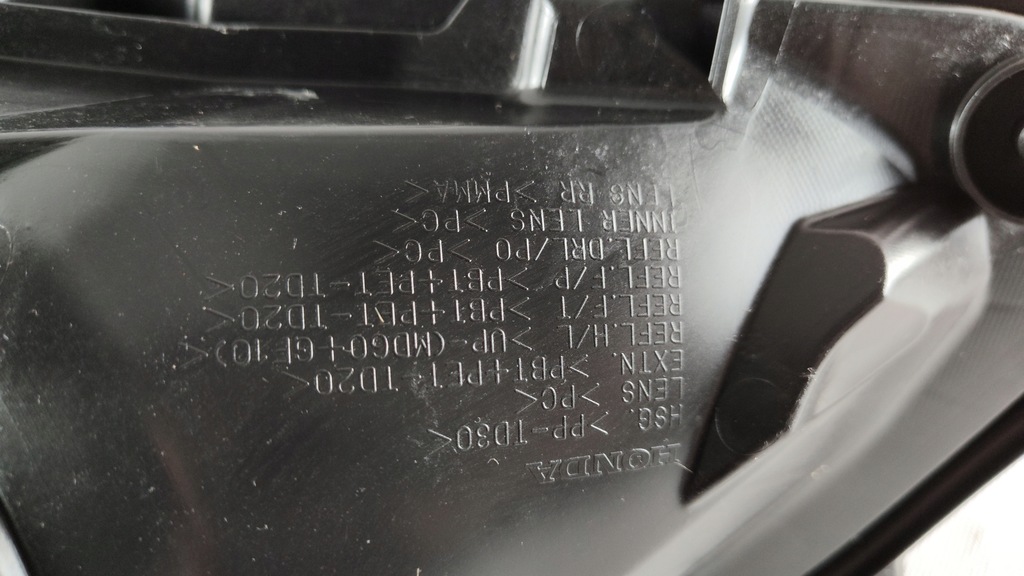 HONDA
HSG >PP-TD30<
LENS >PC<
EXTN. >PBT+PET-TD20<
REFL.H/L >UP-(MD60+GF10)<
REFL.F/T >PBT+PET-TD20<
REFL.F/P >PBT+PET-TD20<
REFL.DRL/PO >PC<
INNER LENS >PC<
LENS RR >PMMA<